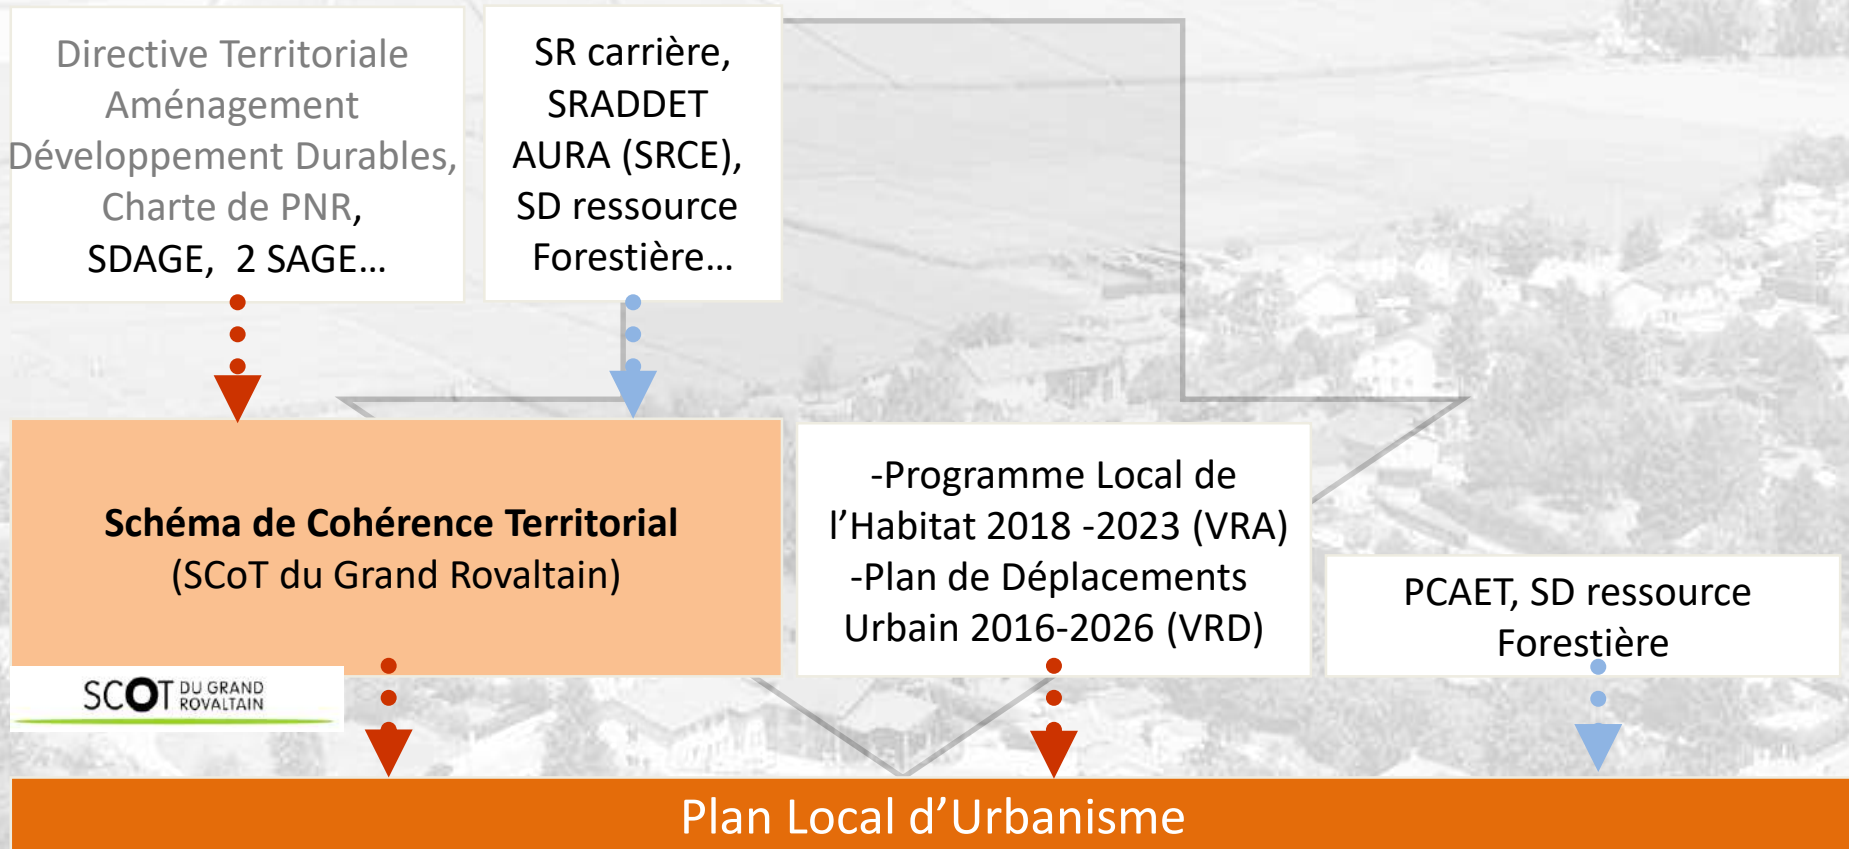 Directive Territoriale
Aménagement
Développement Durables,
Charte de PNR,
SDAGE, 2 SAGE...
SR carrière,
SRADDET
AURA (SRCE),
SD ressource
Forestière...
Schéma de Cohérence Territorial
(SCoT du Grand Rovaltain)
SCOT DU GRAND
ROVALTAIN
-Programme Local de
l’Habitat 2018 -2023 (VRA)
-Plan de Déplacements
Urbain 2016-2026 (VRD)
PCAET, SD ressource
Forestière
Plan Local d’Urbanisme